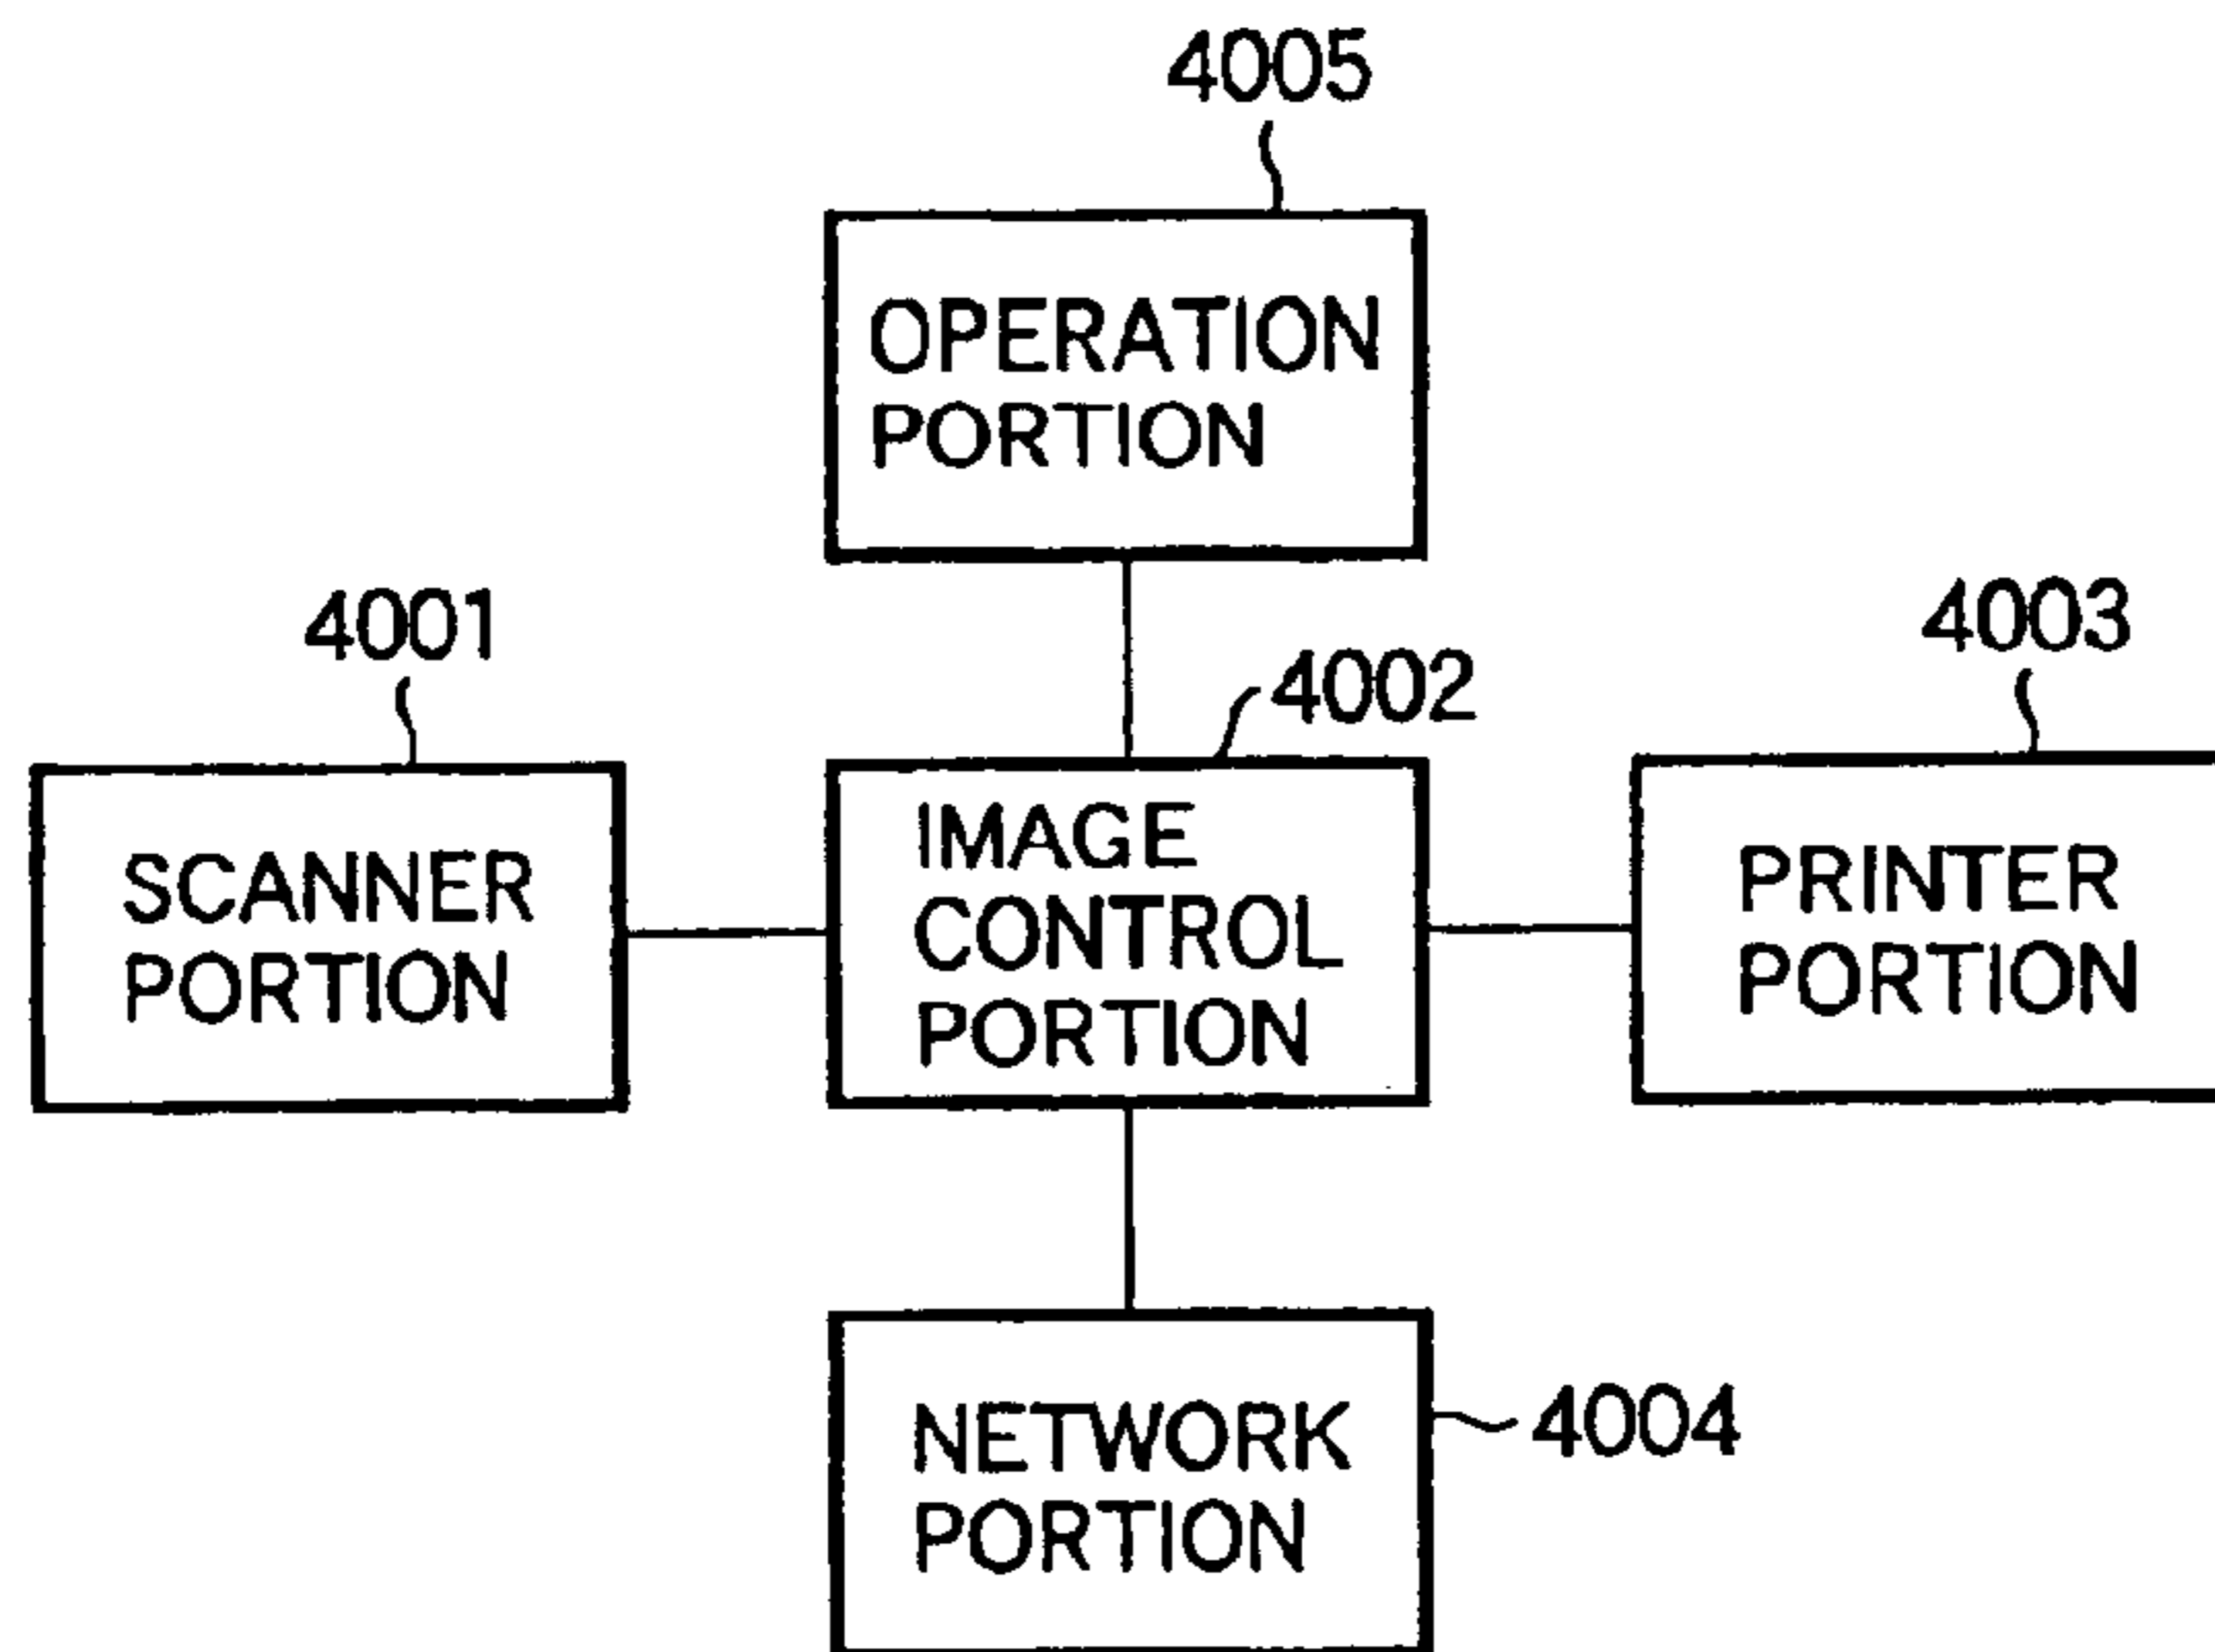 4005
OPERATION
PORTION
4001
4002
4003
SCANNER
PORTION
IMAGE
CONTROL
PORTION
PRINTER
PORTION
NETWORK
PORTION
4004